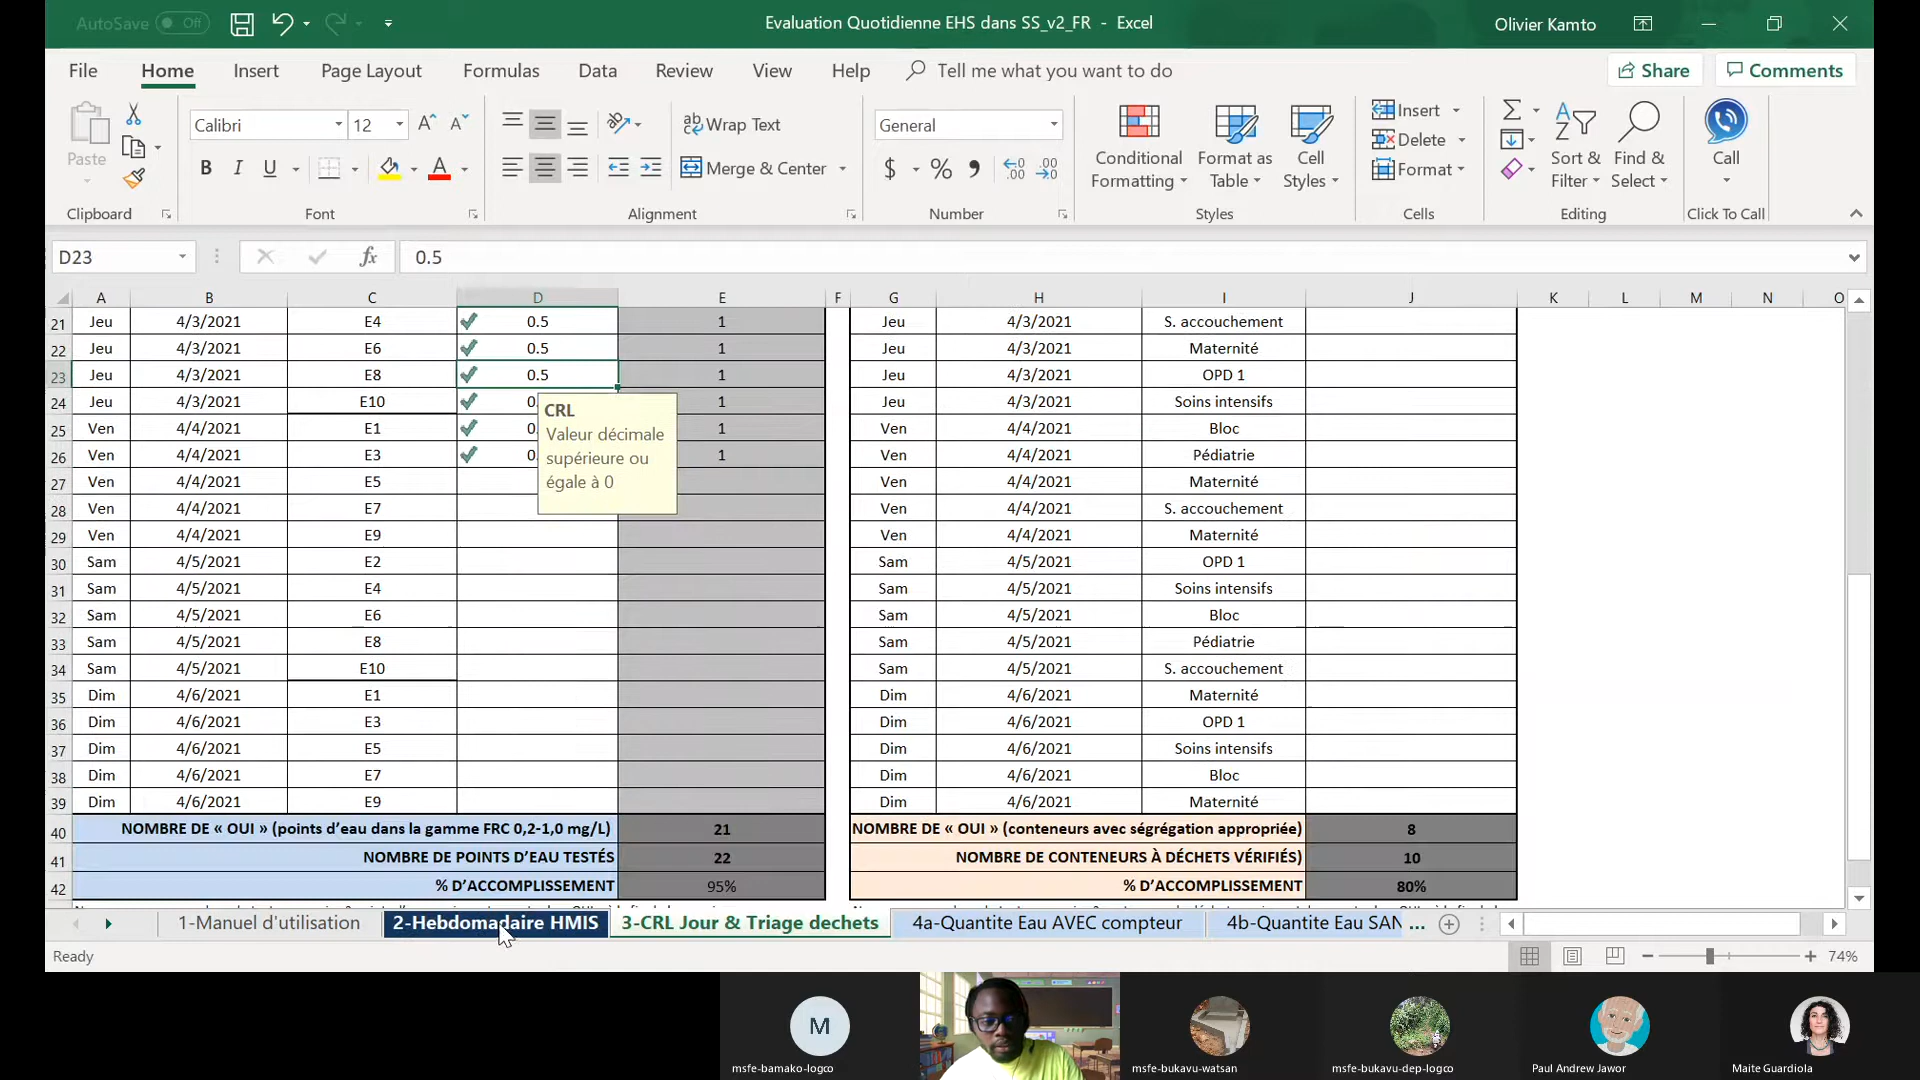 AutoSave Off
Evaluation Quotidienne EHS dans SS_v2_FR - Excel
Olivier Kamto
File Home Insert Page Layout Formulas Data Review View Help Tell me what you want to do
Share Comments
Paste
Clipboard
Calibri 12
B I U
Font
Wrap Text
Merge & Center
Alignment
General
$ %
Number
Conditional Formatting
Format as Table
Cell Styles
Styles
Insert
Delete
Format
Cells
Sort & Filter
Find & Select
Editing
Call
Click To Call
D23 fx 0.5
A B C D E F G H I J K L M N O
21 Jeu 4/3/2021 E4 0.5 1 Jeu 4/3/2021 S. accouchement
22 Jeu 4/3/2021 E6 0.5 1 Jeu 4/3/2021 Maternité
23 Jeu 4/3/2021 E8 0.5 1 Jeu 4/3/2021 OPD 1
24 Jeu 4/3/2021 E10 0. 1 Jeu 4/3/2021 Soins intensifs
25 Ven 4/4/2021 E1 0. 1 Ven 4/4/2021 Bloc
26 Ven 4/4/2021 E3 0. 1 Ven 4/4/2021 Pédiatrie
CRL
Valeur décimale
supérieure ou
égale à 0
27 Ven 4/4/2021 E5 Ven 4/4/2021 Maternité
28 Ven 4/4/2021 E7 Ven 4/4/2021 S. accouchement
29 Ven 4/4/2021 E9 Ven 4/4/2021 Maternité
30 Sam 4/5/2021 E2 Sam 4/5/2021 OPD 1
31 Sam 4/5/2021 E4 Sam 4/5/2021 Soins intensifs
32 Sam 4/5/2021 E6 Sam 4/5/2021 Bloc
33 Sam 4/5/2021 E8 Sam 4/5/2021 Pédiatrie
34 Sam 4/5/2021 E10 Sam 4/5/2021 S. accouchement
35 Dim 4/6/2021 E1 Dim 4/6/2021 Maternité
36 Dim 4/6/2021 E3 Dim 4/6/2021 OPD 1
37 Dim 4/6/2021 E5 Dim 4/6/2021 Soins intensifs
38 Dim 4/6/2021 E7 Dim 4/6/2021 Bloc
39 Dim 4/6/2021 E9 Dim 4/6/2021 Maternité
40 NOMBRE DE « OUI » (points d’eau dans la gamme FRC 0,2-1,0 mg/L) 21 NOMBRE DE « OUI » (conteneurs avec ségrégation appropriée) 8
41 NOMBRE DE POINTS D’EAU TESTÉS 22 NOMBRE DE CONTENEURS À DÉCHETS VÉRIFIÉS) 10
42 % D’ACCOMPLISSEMENT 95% % D’ACCOMPLISSEMENT 80%
1-Manuel d'utilisation 2-Hebdomadaire HMIS 3-CRL Jour & Triage dechets 4a-Quantite Eau AVEC compteur 4b-Quantite Eau SAN ...
Ready 74%
M
msfe-bamako-logco msfe-bukavu-watsan msfe-bukavu-dep-logco Paul Andrew Jawor Maite Guardiola